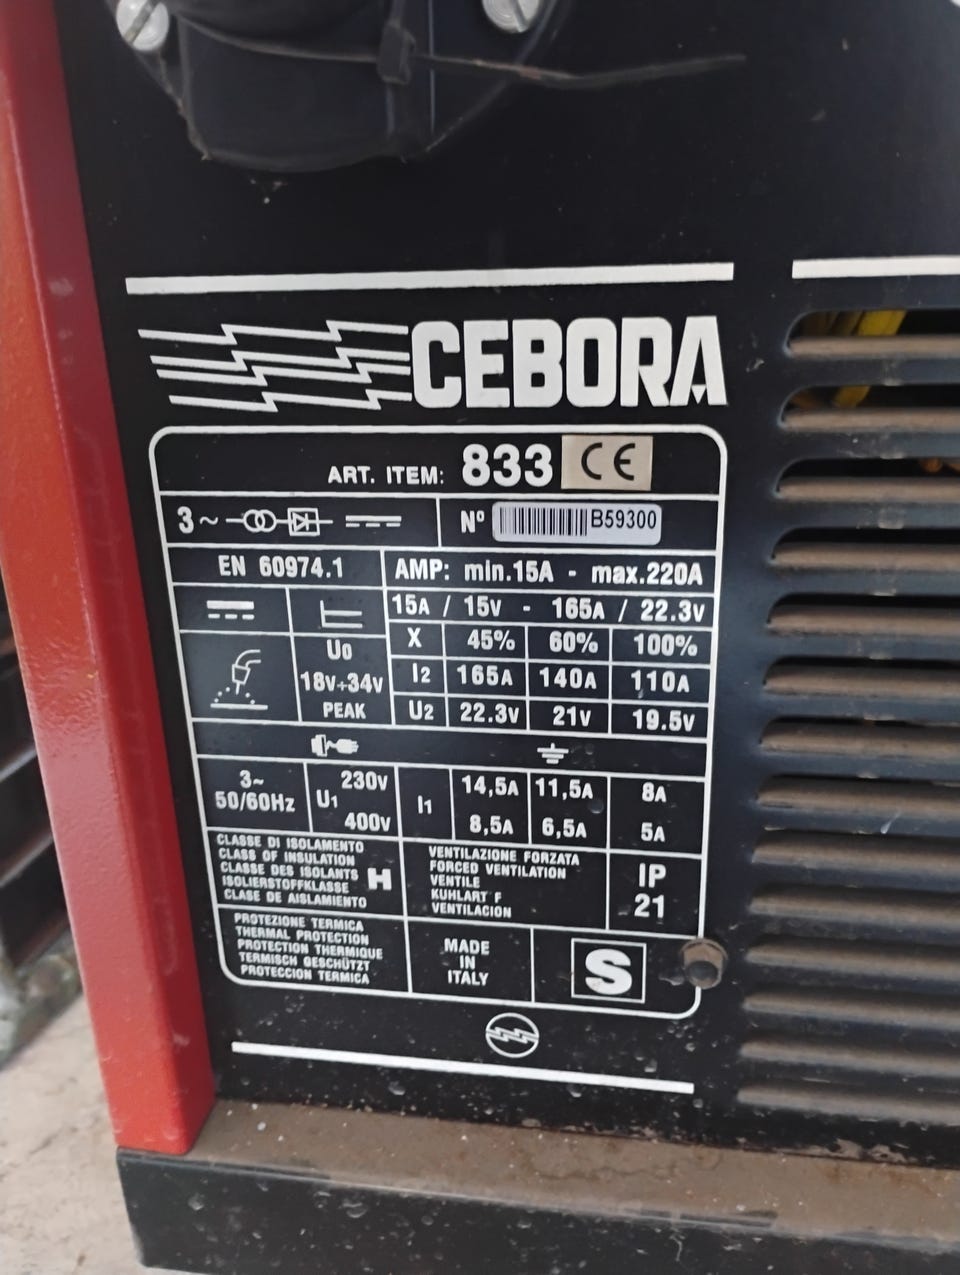 CEBORA
ART. ITEM: 833 CE
3~ Nº B59300
EN 60974.1 AMP: min.15A - max.220A
15A / 15V - 165A / 22.3V
X 45% 60% 100%
U0 18V÷34V PEAK
I2 165A 140A 110A
U2 22.3V 21V 19.5V
3~ 50/60Hz
U1 230V I1 14,5A 11,5A 8A
400V 8,5A 6,5A 5A
CLASSE DI ISOLAMENTO
CLASS OF INSULATION
CLASSE DES ISOLANTS H
ISOLIERSTOFFKLASSE
CLASE DE AISLAMIENTO
VENTILAZIONE FORZATA
FORCED VENTILATION
VENTILE
KUHLART F
VENTILACION
IP
21
PROTEZIONE TERMICA
THERMAL PROTECTION
PROTECTION THERMIQUE
TERMISCH GESCHÜTZT
PROTECCION TERMICA
MADE
IN
ITALY
S